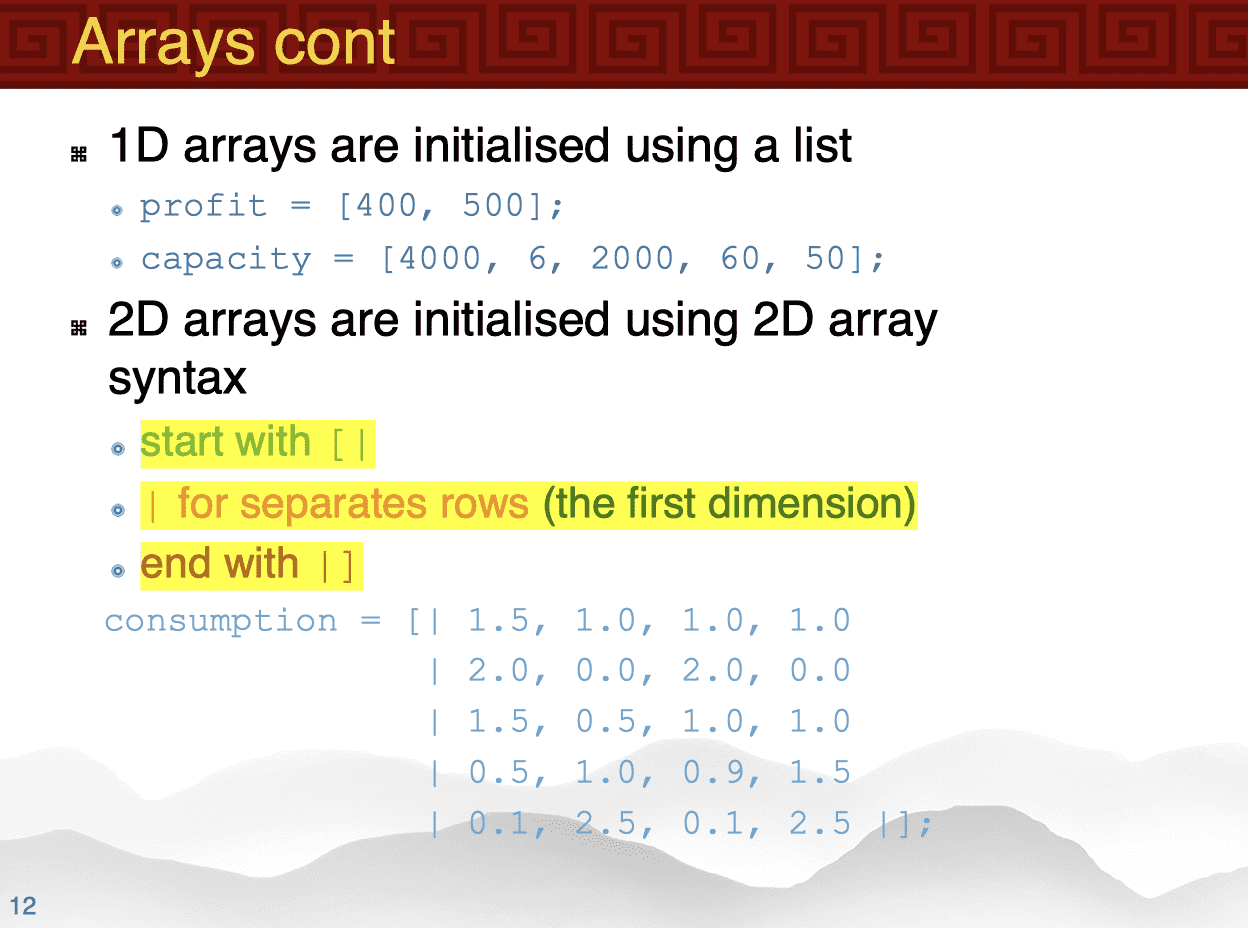 Arrays cont
1D arrays are initialised using a list
profit = [400, 500];
capacity = [4000, 6, 2000, 60, 50];
2D arrays are initialised using 2D array
syntax
start with [|
| for separates rows (the first dimension)
end with |]
consumption = [| 1.5, 1.0, 1.0, 1.0
| 2.0, 0.0, 2.0, 0.0
| 1.5, 0.5, 1.0, 1.0
| 0.5, 1.0, 0.9, 1.5
| 0.1, 2.5, 0.1, 2.5 |];
12